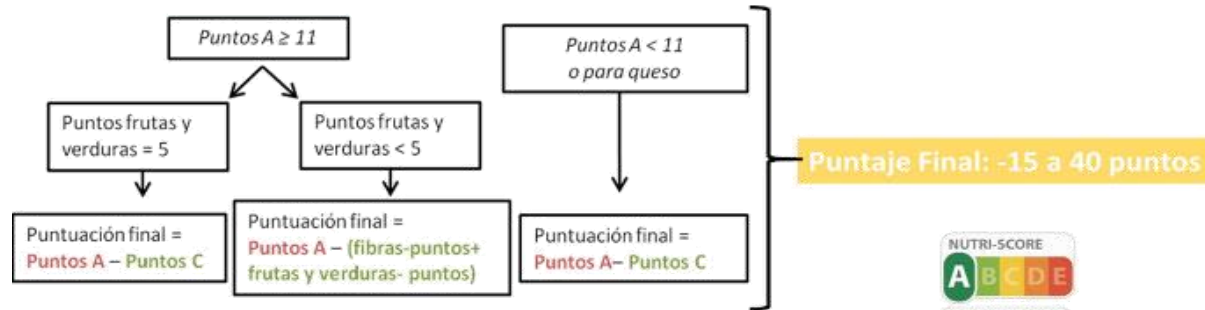 Puntos A ≥ 11
Puntos A < 11
o para queso
Puntos frutas y
verduras = 5
Puntos frutas y
verduras < 5
Puntaje Final: -15 a 40 puntos
Puntuación final =
Puntos A – Puntos C
Puntuación final =
Puntos A – (fibras-puntos+
frutas y verduras- puntos)
Puntuación final =
Puntos A– Puntos C
NUTRI-SCORE
A B C D E